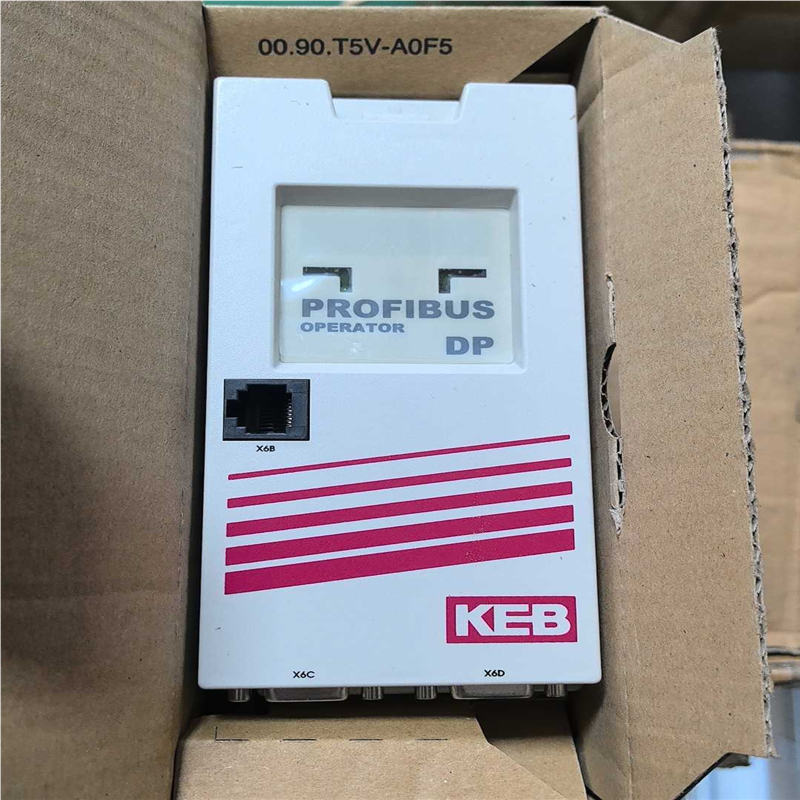 00.90.T5V-A0F5
PROFIBUS
OPERATOR
DP
X6B
KEB
X6C X6D